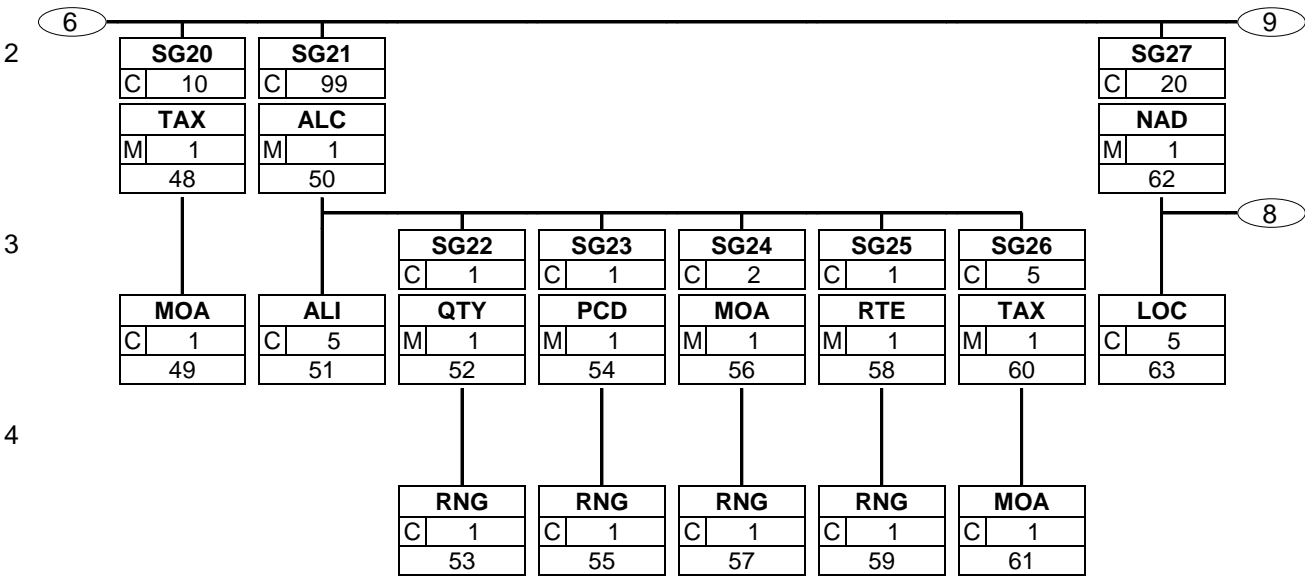 6 9
2 SG20 SG21 SG27
C 10 C 99 C 20
TAX ALC NAD
M 1 M 1 M 1
48 50 62
8
3 SG22 SG23 SG24 SG25 SG26
C 1 C 1 C 2 C 1 C 5
MOA ALI QTY PCD MOA RTE TAX LOC
C 1 C 5 M 1 M 1 M 1 M 1 M 1 C 5
49 51 52 54 56 58 60 63
4
RNG RNG RNG RNG MOA
C 1 C 1 C 1 C 1 C 1
53 55 57 59 61